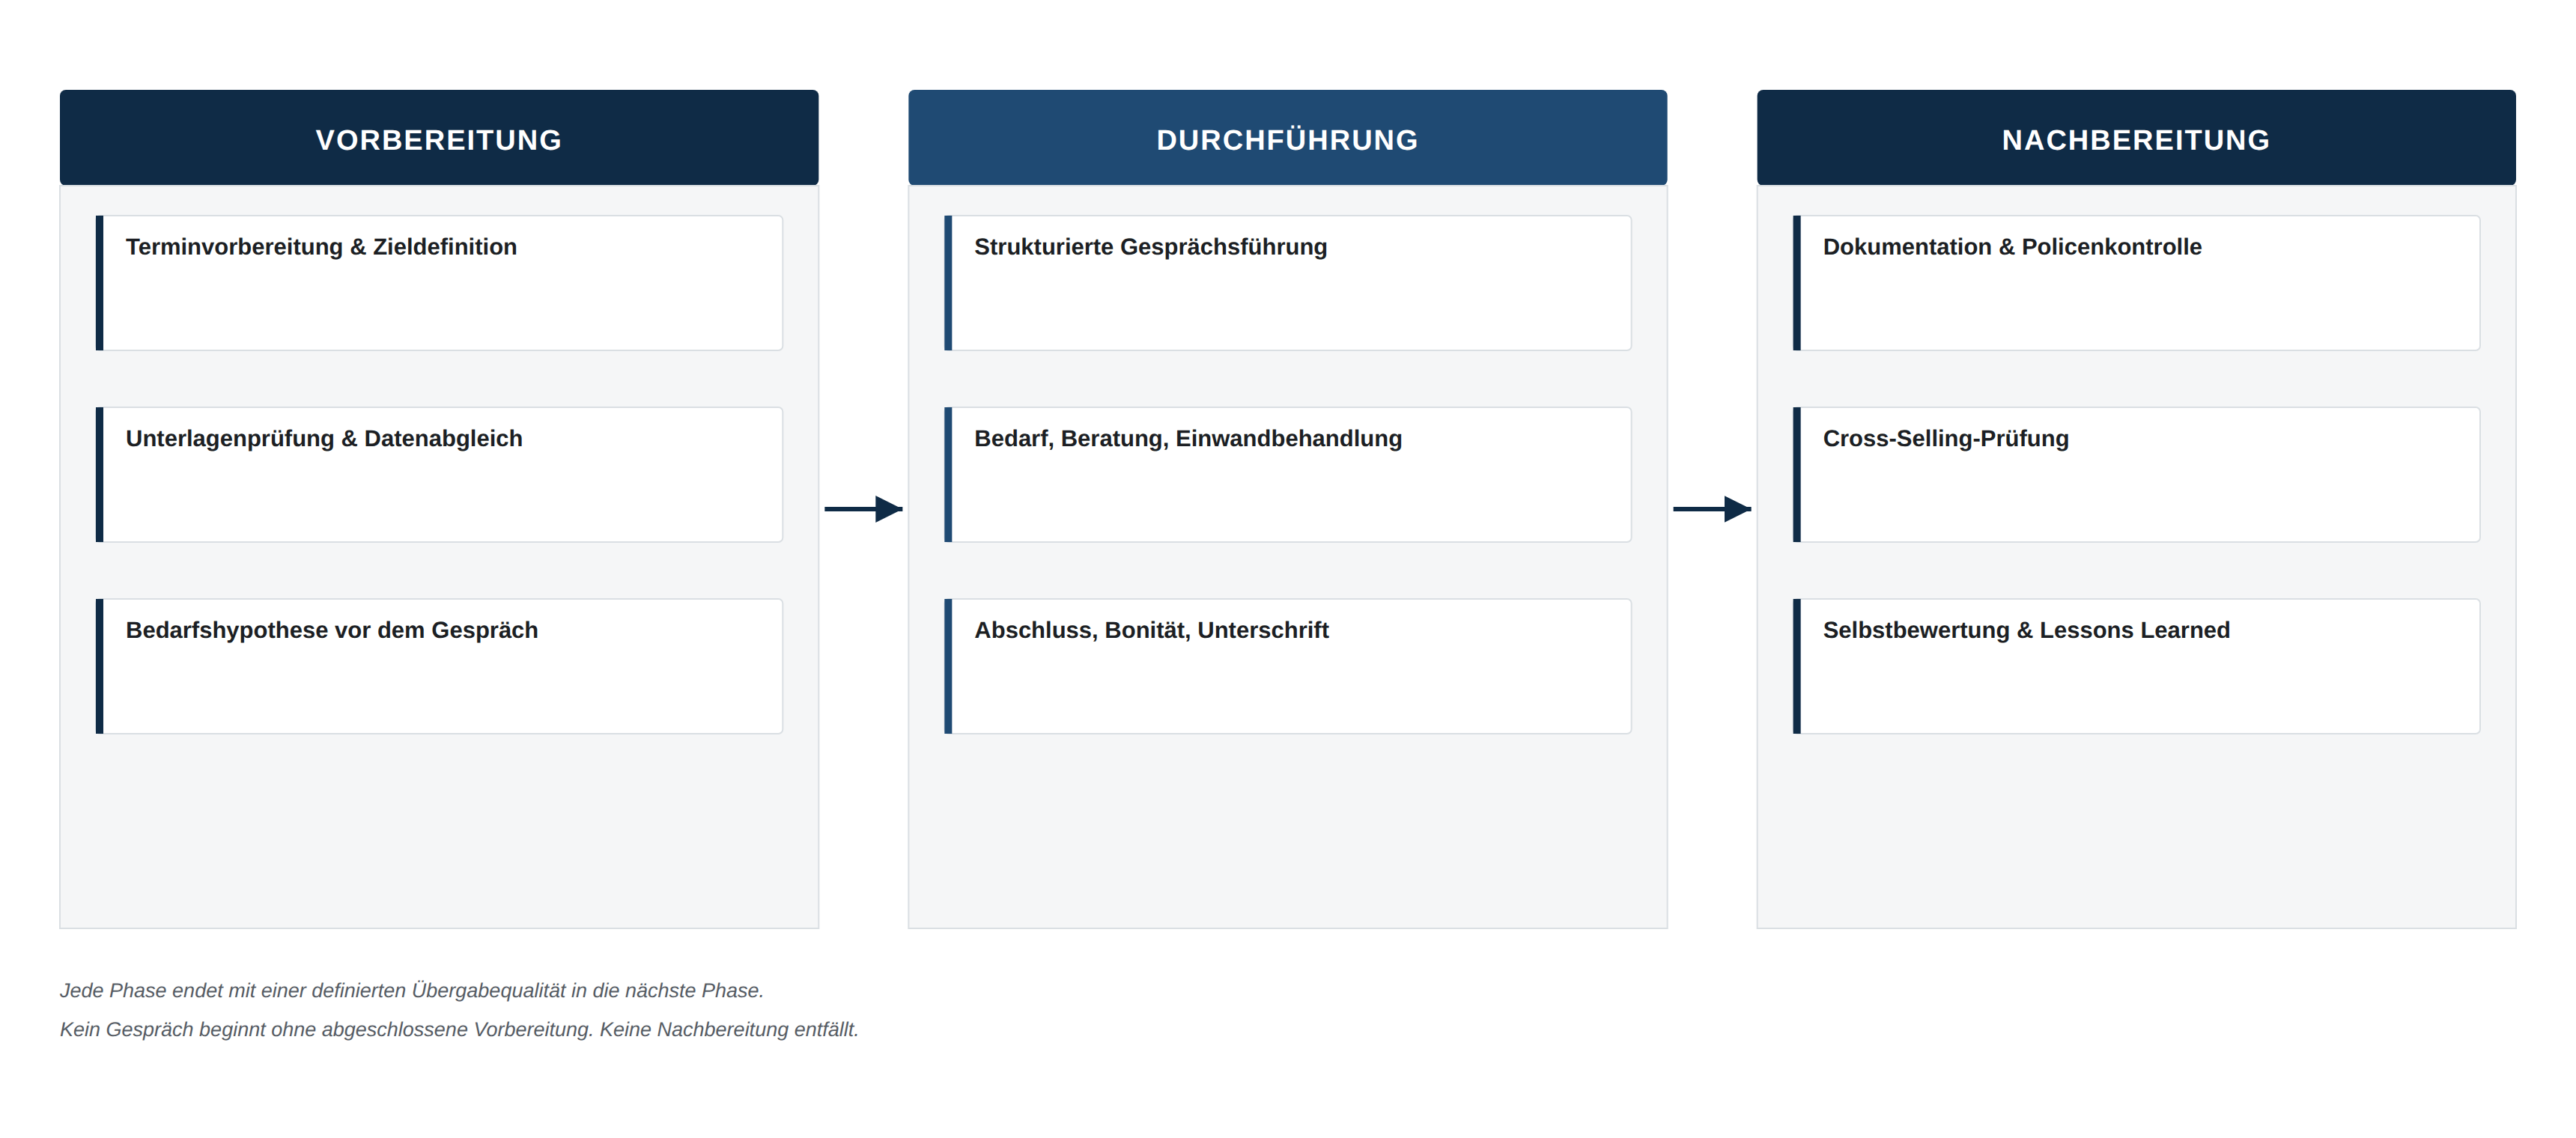 VORBEREITUNG
Terminvorbereitung & Zieldefinition
Unterlagenprüfung & Datenabgleich
Bedarfshypothese vor dem Gespräch
DURCHFÜHRUNG
Strukturierte Gesprächsführung
Bedarf, Beratung, Einwandbehandlung
Abschluss, Bonität, Unterschrift
NACHBEREITUNG
Dokumentation & Policenkontrolle
Cross-Selling-Prüfung
Selbstbewertung & Lessons Learned
Jede Phase endet mit einer definierten Übergabequalität in die nächste Phase.
Kein Gespräch beginnt ohne abgeschlossene Vorbereitung. Keine Nachbereitung entfällt.